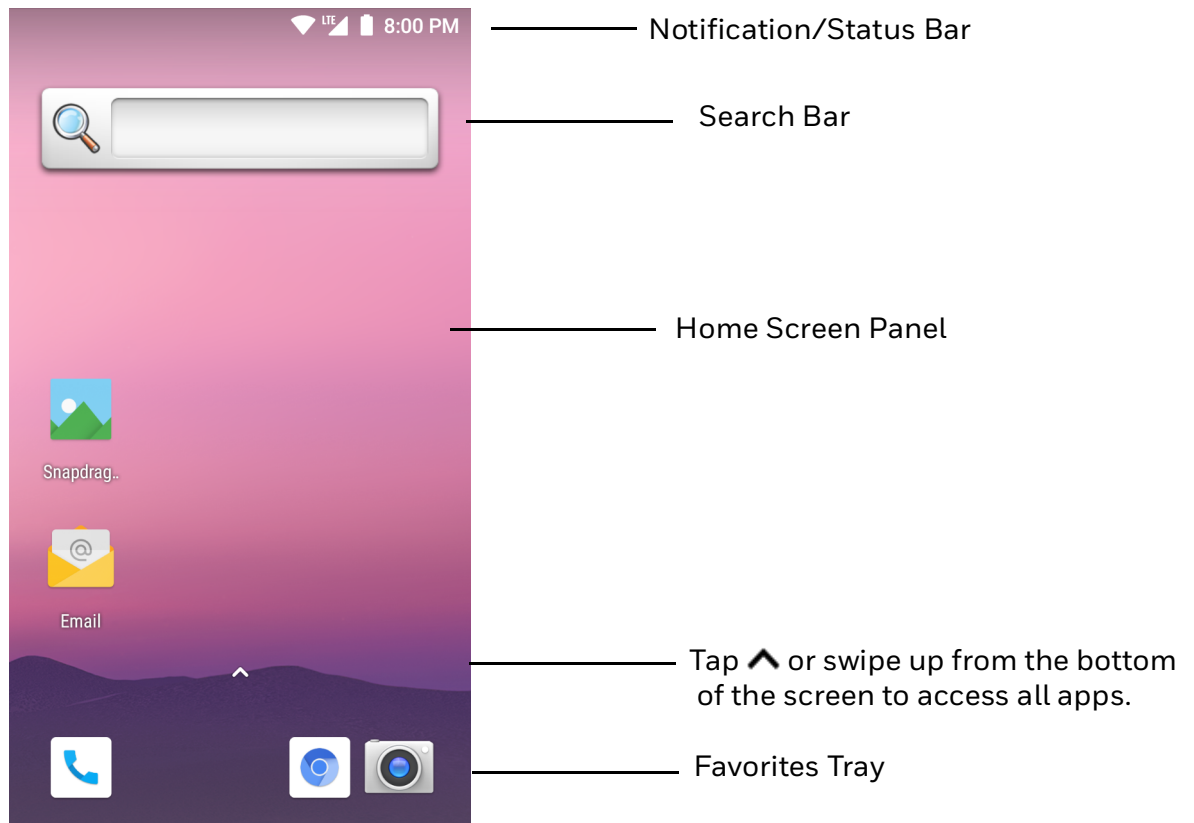 LTE 8:00 PM
Notification/Status Bar
Search Bar
Home Screen Panel
Snapdrag..
@
Email
Tap ^ or swipe up from the bottom
of the screen to access all apps.
Favorites Tray